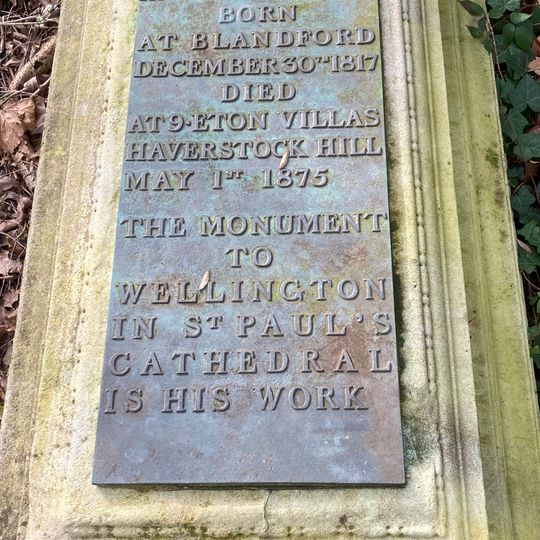 BORN
AT BLANDFORD
DECEMBER 30TH 1817
DIED
AT 9·ETON VILLAS
HAVERSTOCK HILL
MAY 1ST 1875
THE MONUMENT
TO
WELLINGTON
IN ST PAUL'S
CATHEDRAL
IS HIS WORK